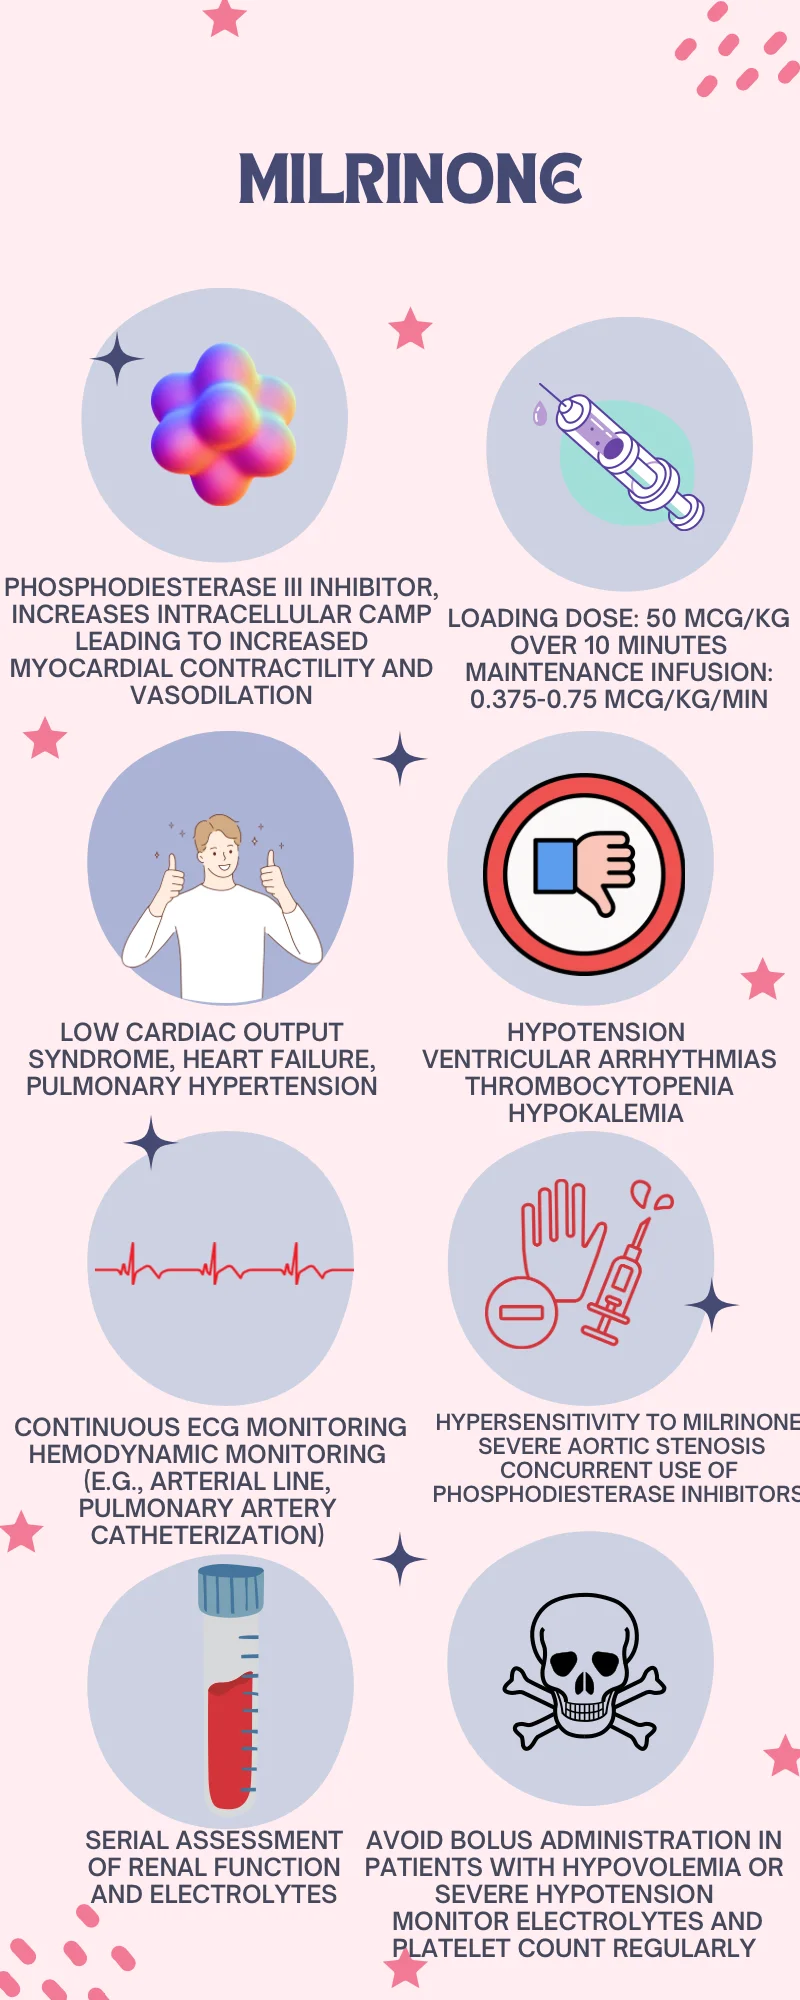 MILRINONE
PHOSPHODIESTERASE III INHIBITOR,
INCREASES INTRACELLULAR CAMP
LEADING TO INCREASED
MYOCARDIAL CONTRACTILITY AND
VASODILATION
LOADING DOSE: 50 MCG/KG
OVER 10 MINUTES
MAINTENANCE INFUSION:
0.375-0.75 MCG/KG/MIN
LOW CARDIAC OUTPUT
SYNDROME, HEART FAILURE,
PULMONARY HYPERTENSION
HYPOTENSION
VENTRICULAR ARRHYTHMIAS
THROMBOCYTOPENIA
HYPOKALEMIA
CONTINUOUS ECG MONITORING
HEMODYNAMIC MONITORING
(E.G., ARTERIAL LINE,
PULMONARY ARTERY
CATHETERIZATION)
HYPERSENSITIVITY TO MILRINONE
SEVERE AORTIC STENOSIS
CONCURRENT USE OF
PHOSPHODIESTERASE INHIBITORS
SERIAL ASSESSMENT
OF RENAL FUNCTION
AND ELECTROLYTES
AVOID BOLUS ADMINISTRATION IN
PATIENTS WITH HYPOVOLEMIA OR
SEVERE HYPOTENSION
MONITOR ELECTROLYTES AND
PLATELET COUNT REGULARLY